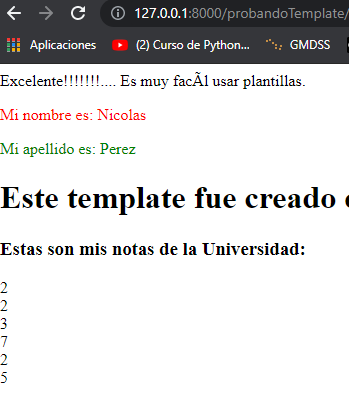 127.0.0.1:8000/probandoTemplate/
Aplicaciones (2) Curso de Python... GMDSS
Excelente!!!!!!!.... Es muy facÃl usar plantillas.
Mi nombre es: Nicolas
Mi apellido es: Perez
Este template fue creado
Estas son mis notas de la Universidad:
2
2
3
7
2
5